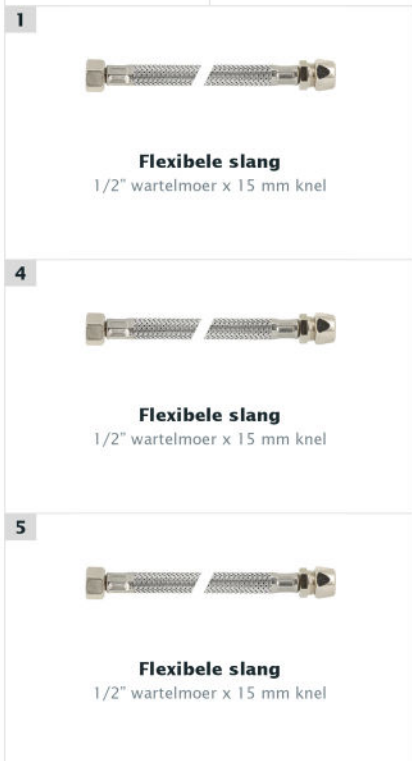 1
Flexibele slang
1/2" wartelmoer x 15 mm knel
4
Flexibele slang
1/2" wartelmoer x 15 mm knel
5
Flexibele slang
1/2" wartelmoer x 15 mm knel